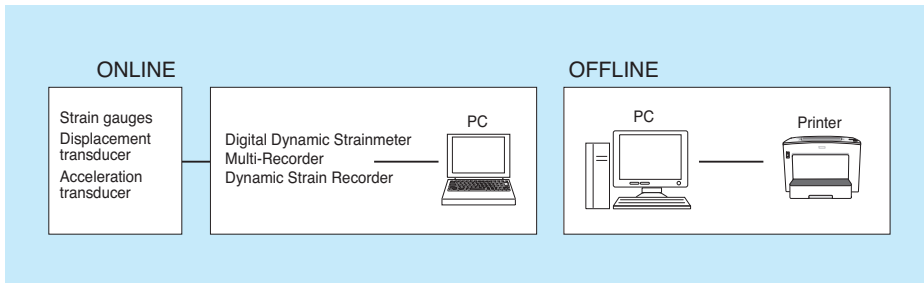 ONLINE
Strain gauges
Displacement
transducer
Acceleration
transducer
Digital Dynamic Strainmeter
Multi-Recorder
Dynamic Strain Recorder
PC
OFFLINE
PC
Printer